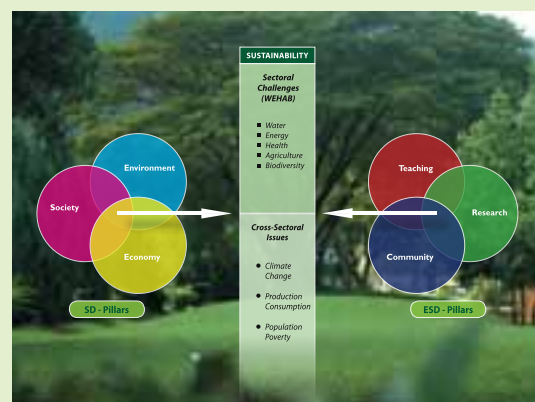 SUSTAINABILITY
Sectoral
Challenges
(WEHAB)
Water
Energy
Health
Agriculture
Biodiversity
Cross-Sectoral
Issues
Climate
Change
Production
Consumption
Population
Poverty
Environment
Society
Economy
SD - Pillars
Teaching
Research
Community
ESD - Pillars